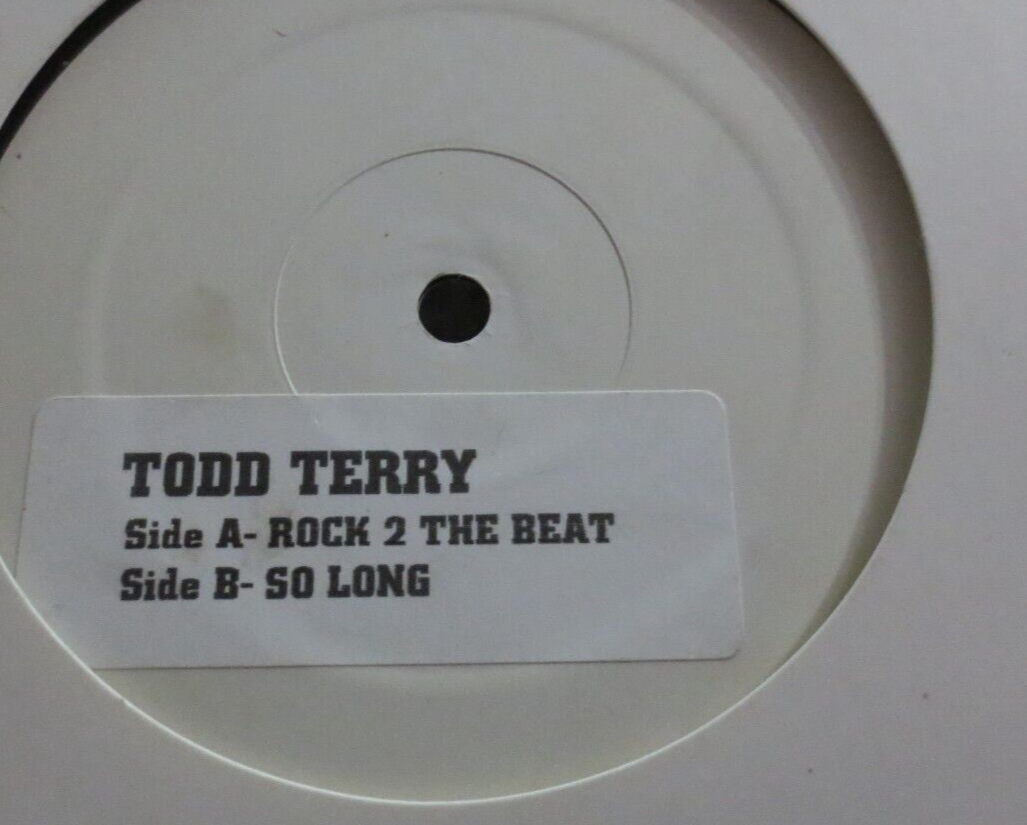 TODD TERRY
Side A- ROCK 2 THE BEAT
Side B- SO LONG